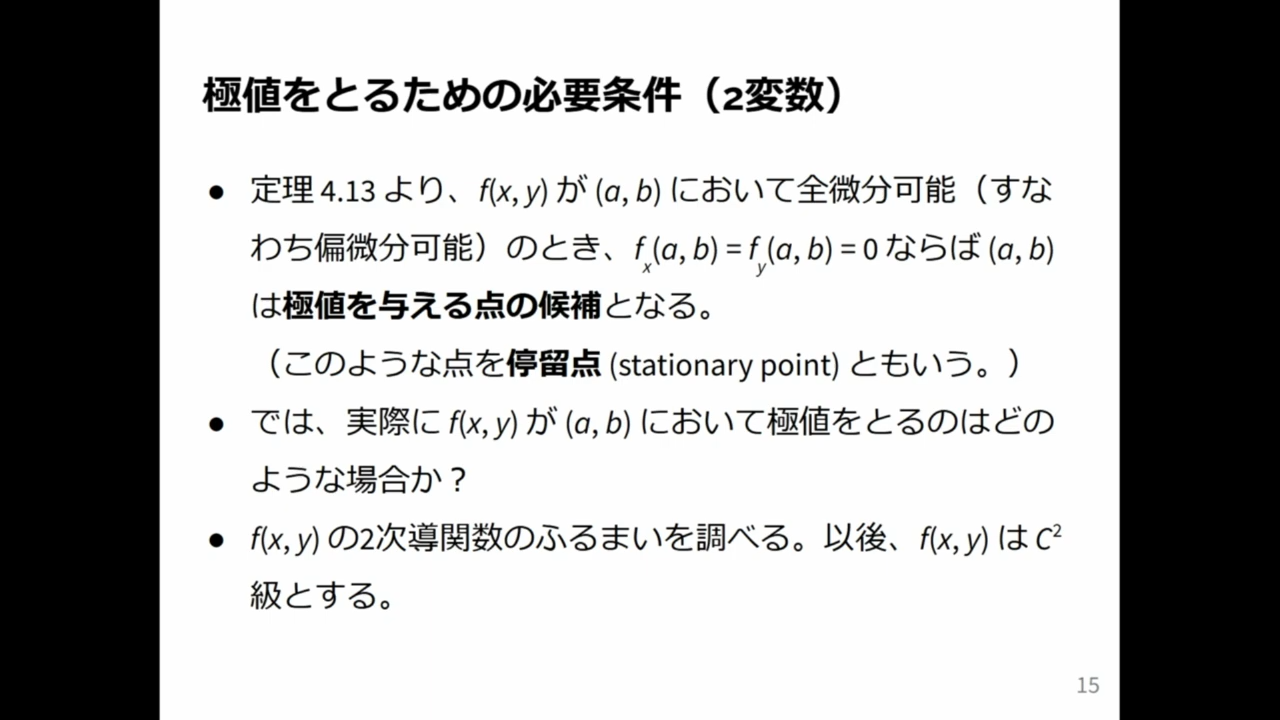 極値をとるための必要条件（2変数）
● 定理 4.13 より、f(x, y) が (a, b) において全微分可能（すな
わち偏微分可能）のとき、fx(a, b) = fy(a, b) = 0 ならば (a, b)
は極値を与える点の候補となる。
（このような点を停留点 (stationary point) ともいう。）
● では、実際に f(x, y) が (a, b) において極値をとるのはどの
ような場合か？
● f(x, y) の2次導関数のふるまいを調べる。以後、f(x, y) は C²
級とする。
15